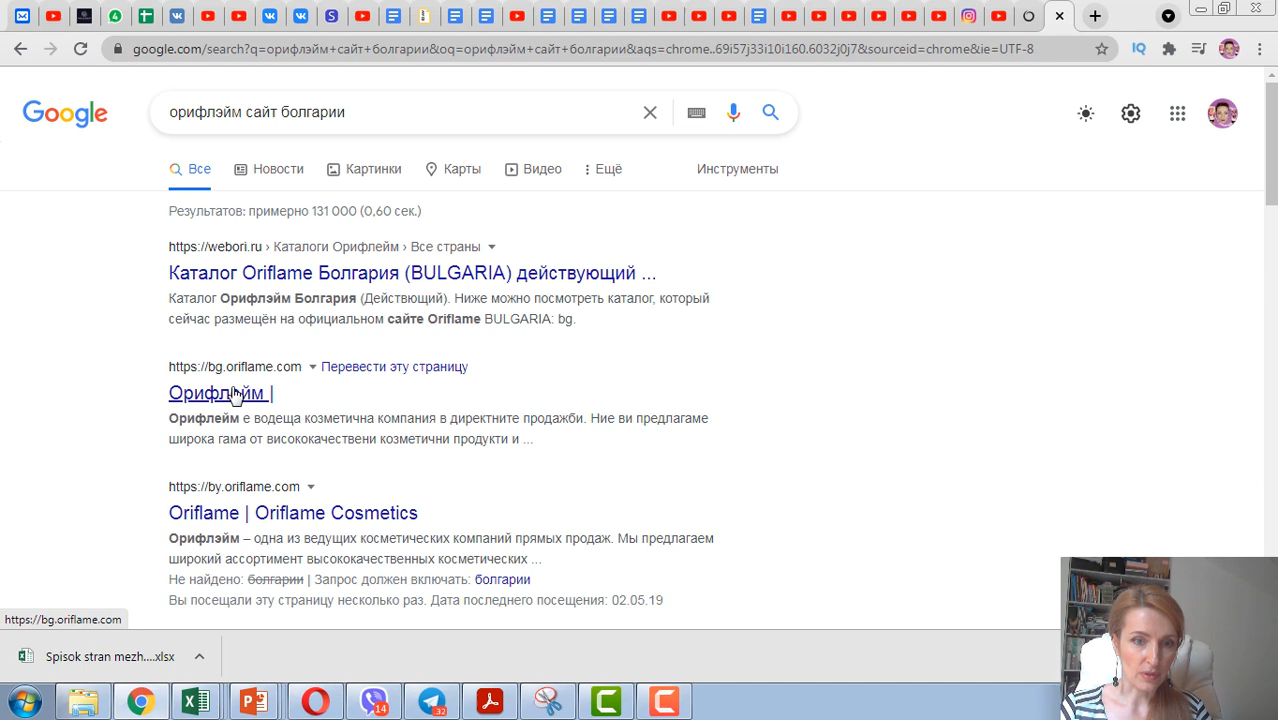 google.com/search?q=орифлэйм+сайт+болгарии&oq=орифлэйм+сайт+болгарии&aqs=chrome..69i57j33i10i160.6032j0j7&sourceid=chrome&ie=UTF-8
IQ
Google
орифлэйм сайт болгарии
Все Новости Картинки Карты Видео Ещё Инструменты
Результатов: примерно 131 000 (0,60 сек.)
https://webori.ru › Каталоги Орифлейм › Все страны
Каталог Oriflame Болгария (BULGARIA) действующий ...
Каталог Орифлэйм Болгария (Действующий). Ниже можно посмотреть каталог, который
сейчас размещён на официальном сайте Oriflame BULGARIA: bg.
https://bg.oriflame.com Перевести эту страницу
Орифлейм |
Орифлейм е водеща козметична компания в директните продажби. Ние ви предлагаме
широка гама от висококачествени козметични продукти и ...
https://by.oriflame.com
Oriflame | Oriflame Cosmetics
Орифлэйм – одна из ведущих косметических компаний прямых продаж. Мы предлагаем
широкий ассортимент высококачественных косметических ...
Не найдено: болгарии | Запрос должен включать: болгарии
Вы посещали эту страницу несколько раз. Дата последнего посещения: 02.05.19
https://bg.oriflame.com
Spisok stran mezh....xlsx
14
32